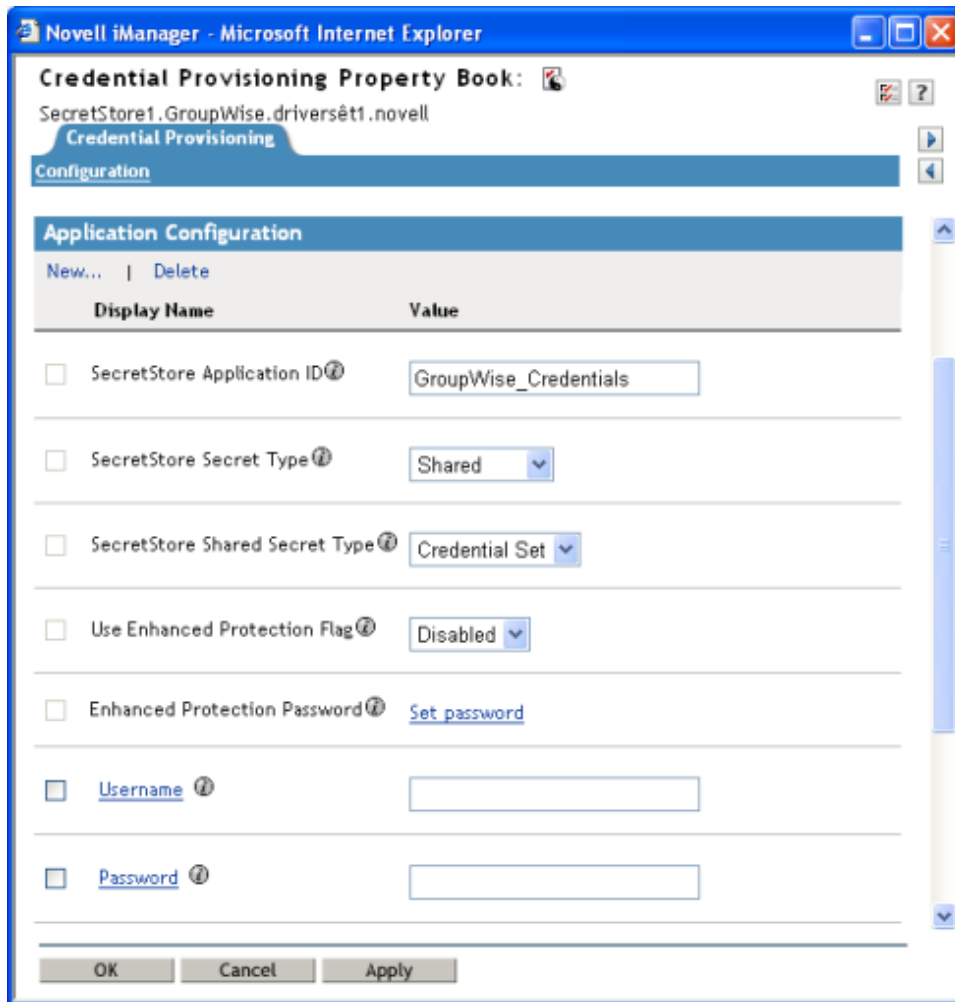 Novell iManager - Microsoft Internet Explorer
Credential Provisioning Property Book:
?
SecretStore1.GroupWise.driversêt1.novell
Credential Provisioning
Configuration
Application Configuration
New... | Delete
Display Name Value
SecretStore Application ID GroupWise_Credentials
SecretStore Secret Type Shared
SecretStore Shared Secret Type Credential Set
Use Enhanced Protection Flag Disabled
Enhanced Protection Password Set password
Username
Password
OK Cancel Apply